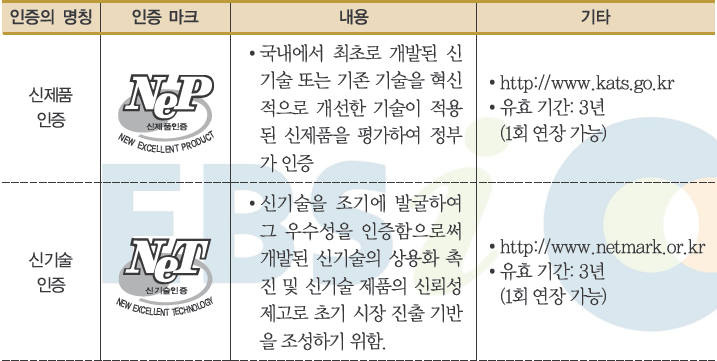 인증의 명칭 인증 마크 내용 기타
신제품
인증
NeP
신제품인증
NEW EXCELLENT PRODUCT
• 국내에서 최초로 개발된 신
기술 또는 기존 기술을 혁신
적으로 개선한 기술이 적용
된 신제품을 평가하여 정부
가 인증
• http://www.kats.go.kr
• 유효 기간: 3년
(1회 연장 가능)
신기술
인증
NeT
신기술인증
NEW EXCELLENT TECHNOLOGY
• 신기술을 조기에 발굴하여
그 우수성을 인증함으로써
개발된 신기술의 상용화 촉
진 및 신기술 제품의 신뢰성
제고로 초기 시장 진출 기반
을 조성하기 위함.
• http://www.netmark.or.kr
• 유효 기간: 3년
(1회 연장 가능)
EBSi